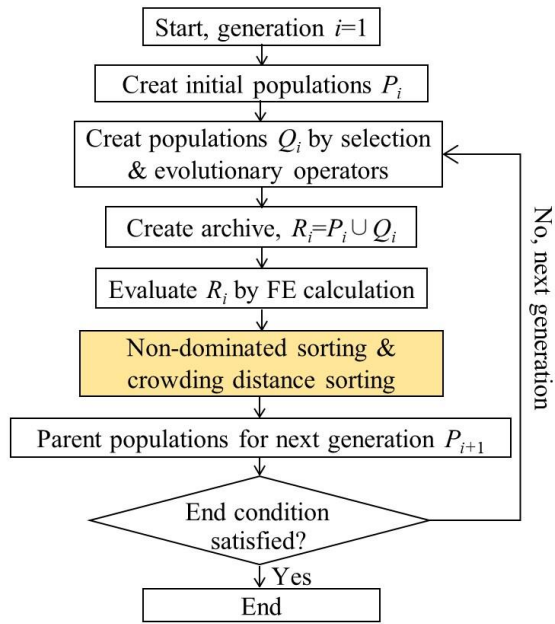 Start, generation i=1
Creat initial populations Pᵢ
Creat populations Qᵢ by selection
& evolutionary operators
Create archive, Rᵢ=Pᵢ∪Qᵢ
Evaluate Rᵢ by FE calculation
Non-dominated sorting &
crowding distance sorting
Parent populations for next generation Pᵢ₊₁
End condition
satisfied?
No, next generation
Yes
End